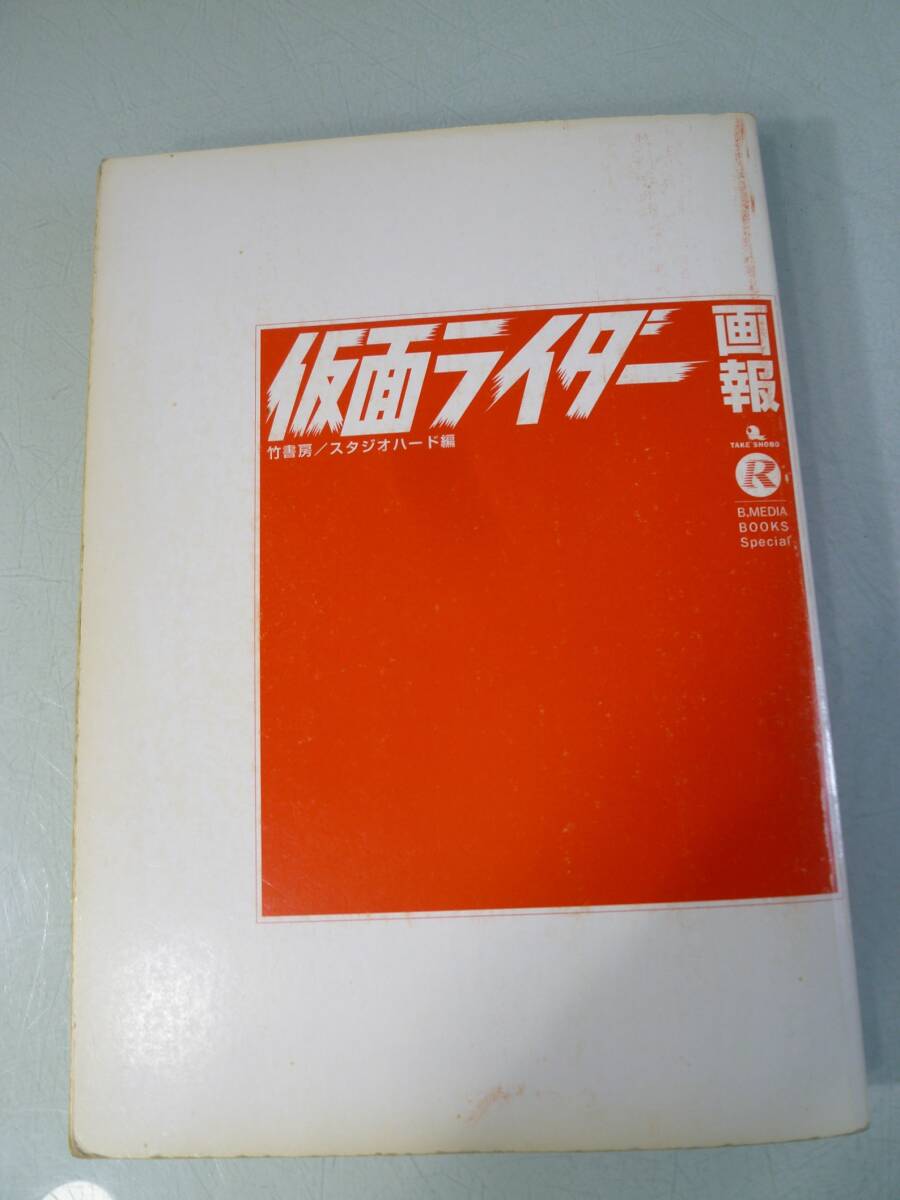 仮面ライダー
画報
竹書房/スタジオハード編
TAKE SHOBO
R
B.MEDIA
BOOKS
Special